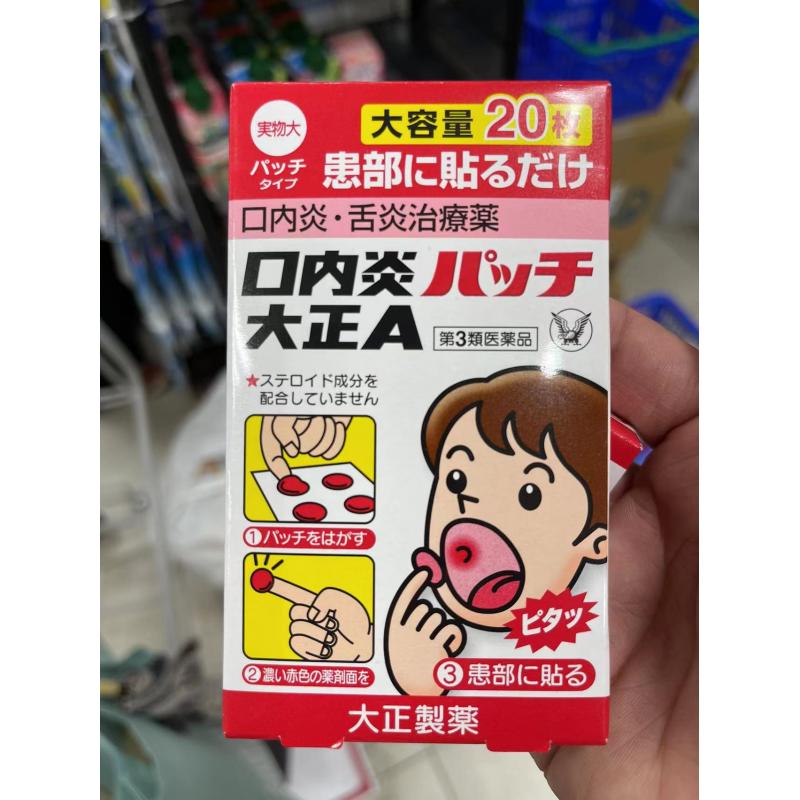 実物大
パッチ
タイプ
大容量 20枚
患部に貼るだけ
口内炎・舌炎治療薬
口内炎パッチ
大正A
第3類医薬品
★ステロイド成分を
配合していません
①パッチをはがす
②濃い赤色の薬剤面を
ピタッ
③患部に貼る
大正製薬